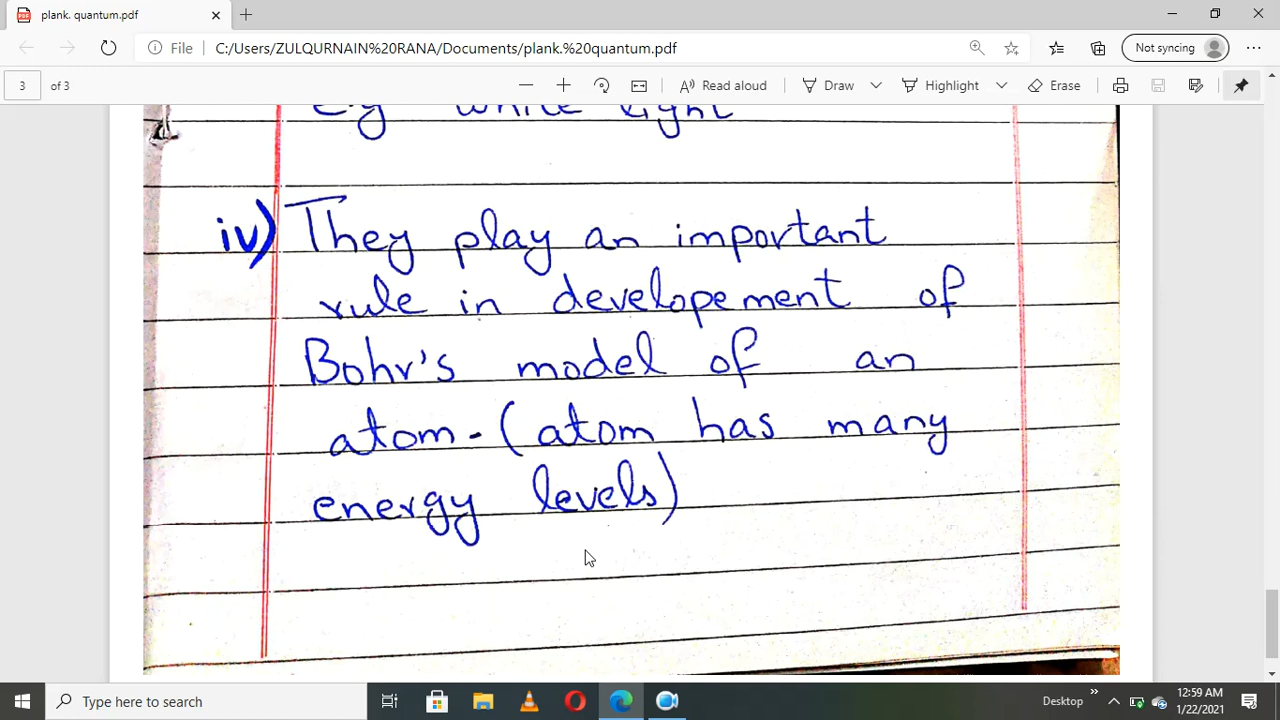 plank. quantum.pdf
File C:/Users/ZULQURNAIN%20RANA/Documents/plank.%20quantum.pdf Not syncing
3 of 3 Read aloud Draw Highlight Erase
e.g white light
iv) They play an important
rule in developement of
Bohr's model of an
atom-(atom has many
energy levels)
Type here to search Desktop 12:59 AM
1/22/2021